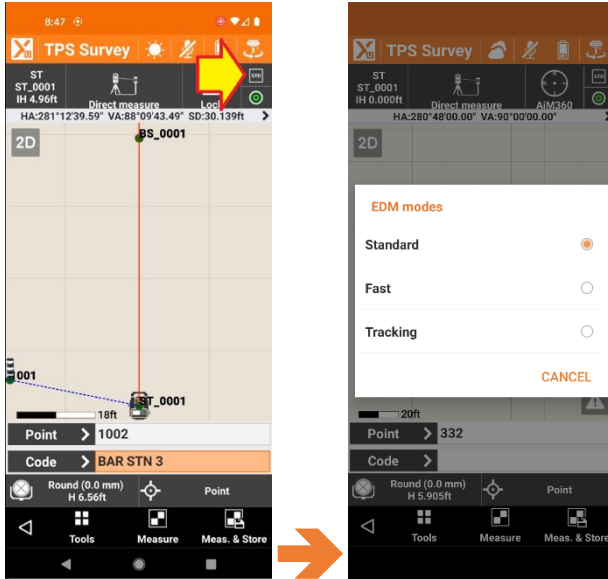 8:47
TPS Survey
ST
ST_0001
IH 4.96ft
Direct measure
Lock
STD
HA:281°12'39.59" VA:88°09'43.49" SD:30.139ft
2D
BS_0001
1001
ST_0001
18ft
Point
1002
Code
BAR STN 3
Round (0.0 mm)
H 6.56ft
Point
Tools
Measure
Meas. & Store
TPS Survey
ST
ST_0001
IH 0.000ft
Direct measure
AiM360
STD
HA:280°48'00.00" VA:90°00'00.00"
2D
EDM modes
Standard
Fast
Tracking
CANCEL
20ft
Point
332
Code
Round (0.0 mm)
H 5.905ft
Point
Tools
Measure
Meas. & Store